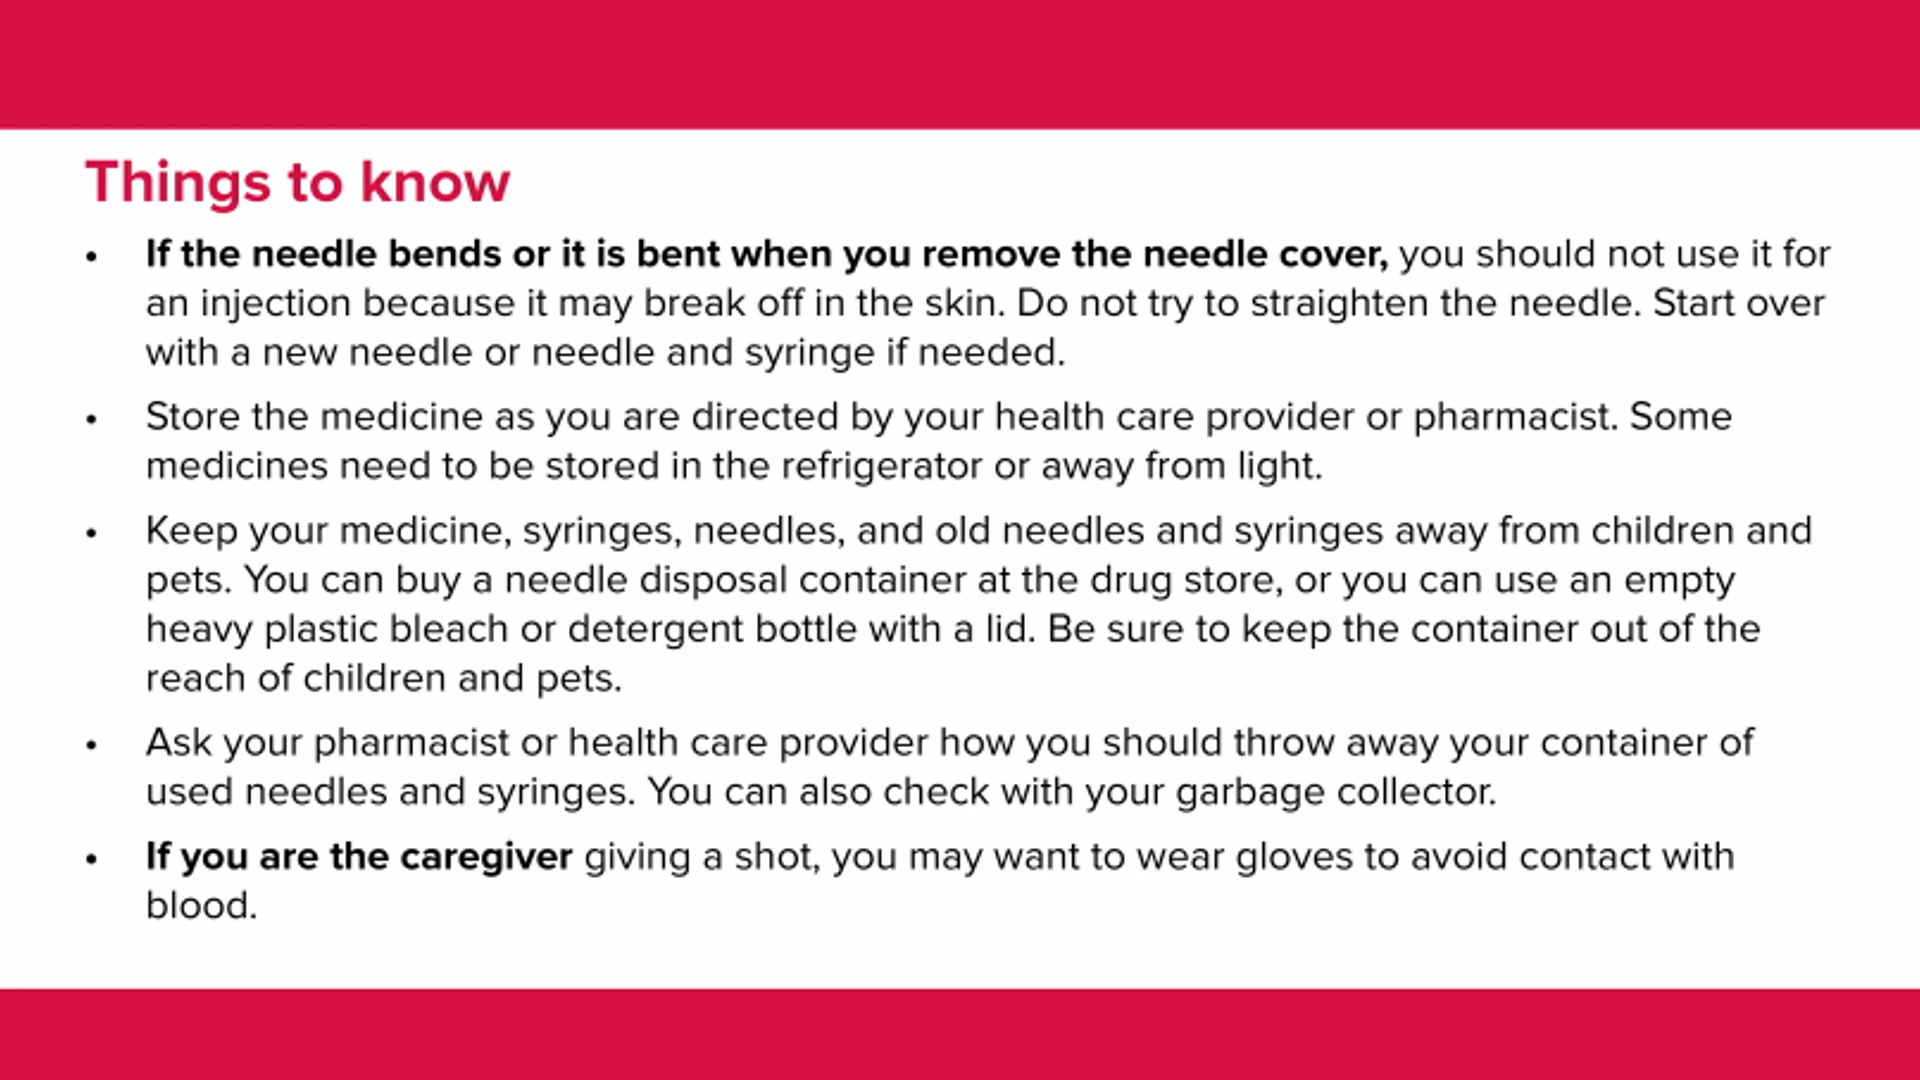 Things to know
• If the needle bends or it is bent when you remove the needle cover, you should not use it for
an injection because it may break off in the skin. Do not try to straighten the needle. Start over
with a new needle or needle and syringe if needed.
• Store the medicine as you are directed by your health care provider or pharmacist. Some
medicines need to be stored in the refrigerator or away from light.
• Keep your medicine, syringes, needles, and old needles and syringes away from children and
pets. You can buy a needle disposal container at the drug store, or you can use an empty
heavy plastic bleach or detergent bottle with a lid. Be sure to keep the container out of the
reach of children and pets.
• Ask your pharmacist or health care provider how you should throw away your container of
used needles and syringes. You can also check with your garbage collector.
• If you are the caregiver giving a shot, you may want to wear gloves to avoid contact with
blood.